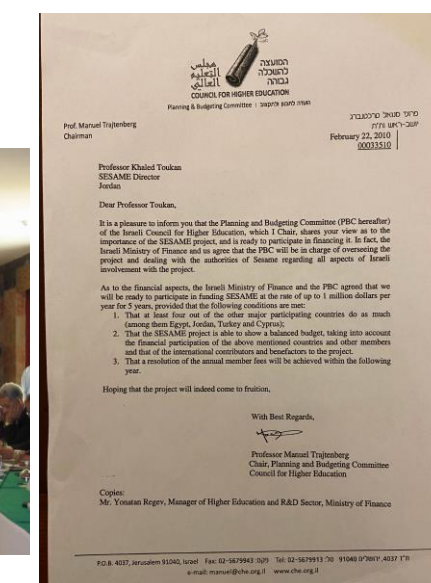 مجلس
التعليم
العالي
המועצה
להשכלה
גבוהה
COUNCIL FOR HIGHER EDUCATION
Planning & Budgeting Committee : הוועדה לתכנון ולתקצוב
Prof. Manuel Trajtenberg
Chairman
פרופ' מנואל טרכטנברג
יושב-ראש ות"ת
February 22, 2010
00033510
Professor Khaled Toukan
SESAME Director
Jordan
Dear Professor Toukan,
It is a pleasure to inform you that the Planning and Budgeting Committee (PBC hereafter)
of the Israeli Council for Higher Education, which I Chair, shares your view as to the
importance of the SESAME project, and is ready to participate in financing it. In fact, the
Israeli Ministry of Finance and us agree that the PBC will be in charge of overseeing the
project and dealing with the authorities of Sesame regarding all aspects of Israeli
involvement with the project.
As to the financial aspects, the Israeli Ministry of Finance and the PBC agreed that we
will be ready to participate in funding SESAME at the rate of up to 1 million dollars per
year for 5 years, provided that the following conditions are met:
1. That at least four out of the other major participating countries do as much
(among them Egypt, Jordan, Turkey and Cyprus);
2. That the SESAME project is able to show a balanced budget, taking into account
the financial participation of the above mentioned countries and other members
and that of the international contributors and benefactors to the project.
3. That a resolution of the annual member fees will be achieved within the following
year.
Hoping that the project will indeed come to fruition,
With Best Regards,
Professor Manuel Trajtenberg
Chair, Planning and Budgeting Committee
Council for Higher Education
Copies:
Mr. Yonatan Regev, Manager of Higher Education and R&D Sector, Ministry of Finance
P.O.B. 4037, Jerusalem 91040, Israel Fax: 02-5679943 :פקס Tel: 02-5679913 :טל ת"ד 4037, ירושלים 91040
e-mail: manuel@che.org.il www.che.org.il